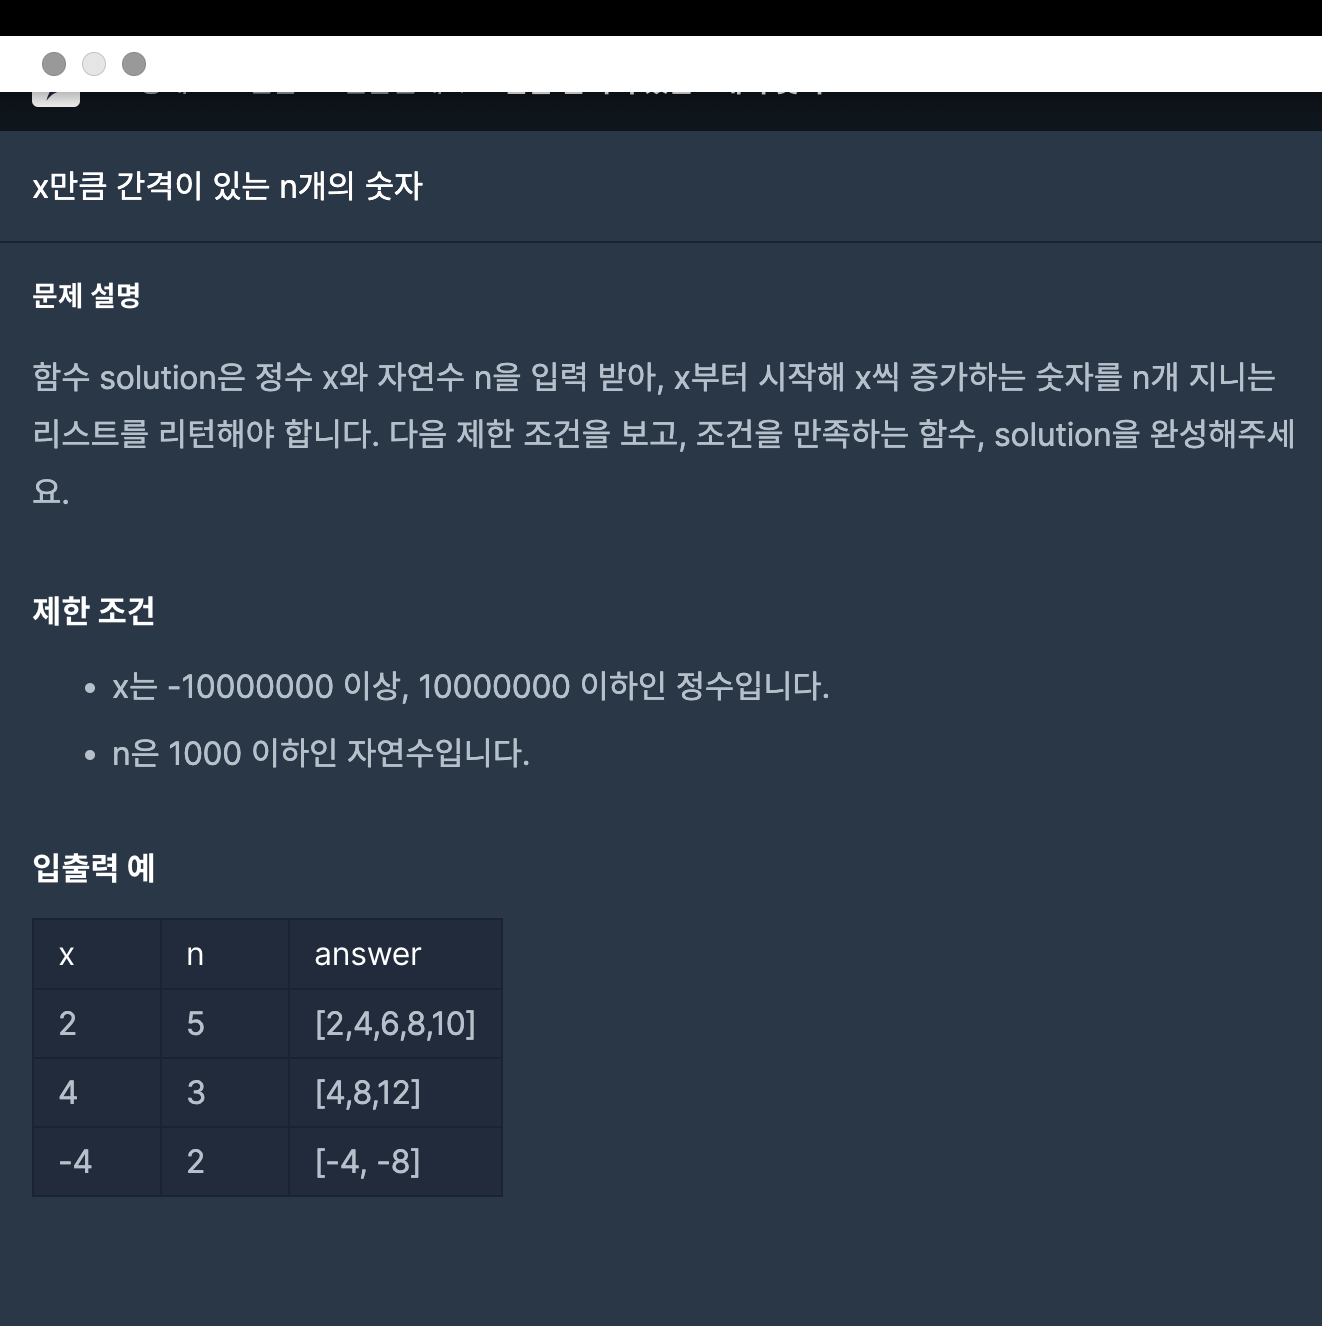 x만큼 간격이 있는 n개의 숫자
문제 설명
함수 solution은 정수 x와 자연수 n을 입력 받아, x부터 시작해 x씩 증가하는 숫자를 n개 지니는
리스트를 리턴해야 합니다. 다음 제한 조건을 보고, 조건을 만족하는 함수, solution을 완성해주세
요.
제한 조건
• x는 -10000000 이상, 10000000 이하인 정수입니다.
• n은 1000 이하인 자연수입니다.
입출력 예
x n answer
2 5 [2,4,6,8,10]
4 3 [4,8,12]
-4 2 [-4, -8]